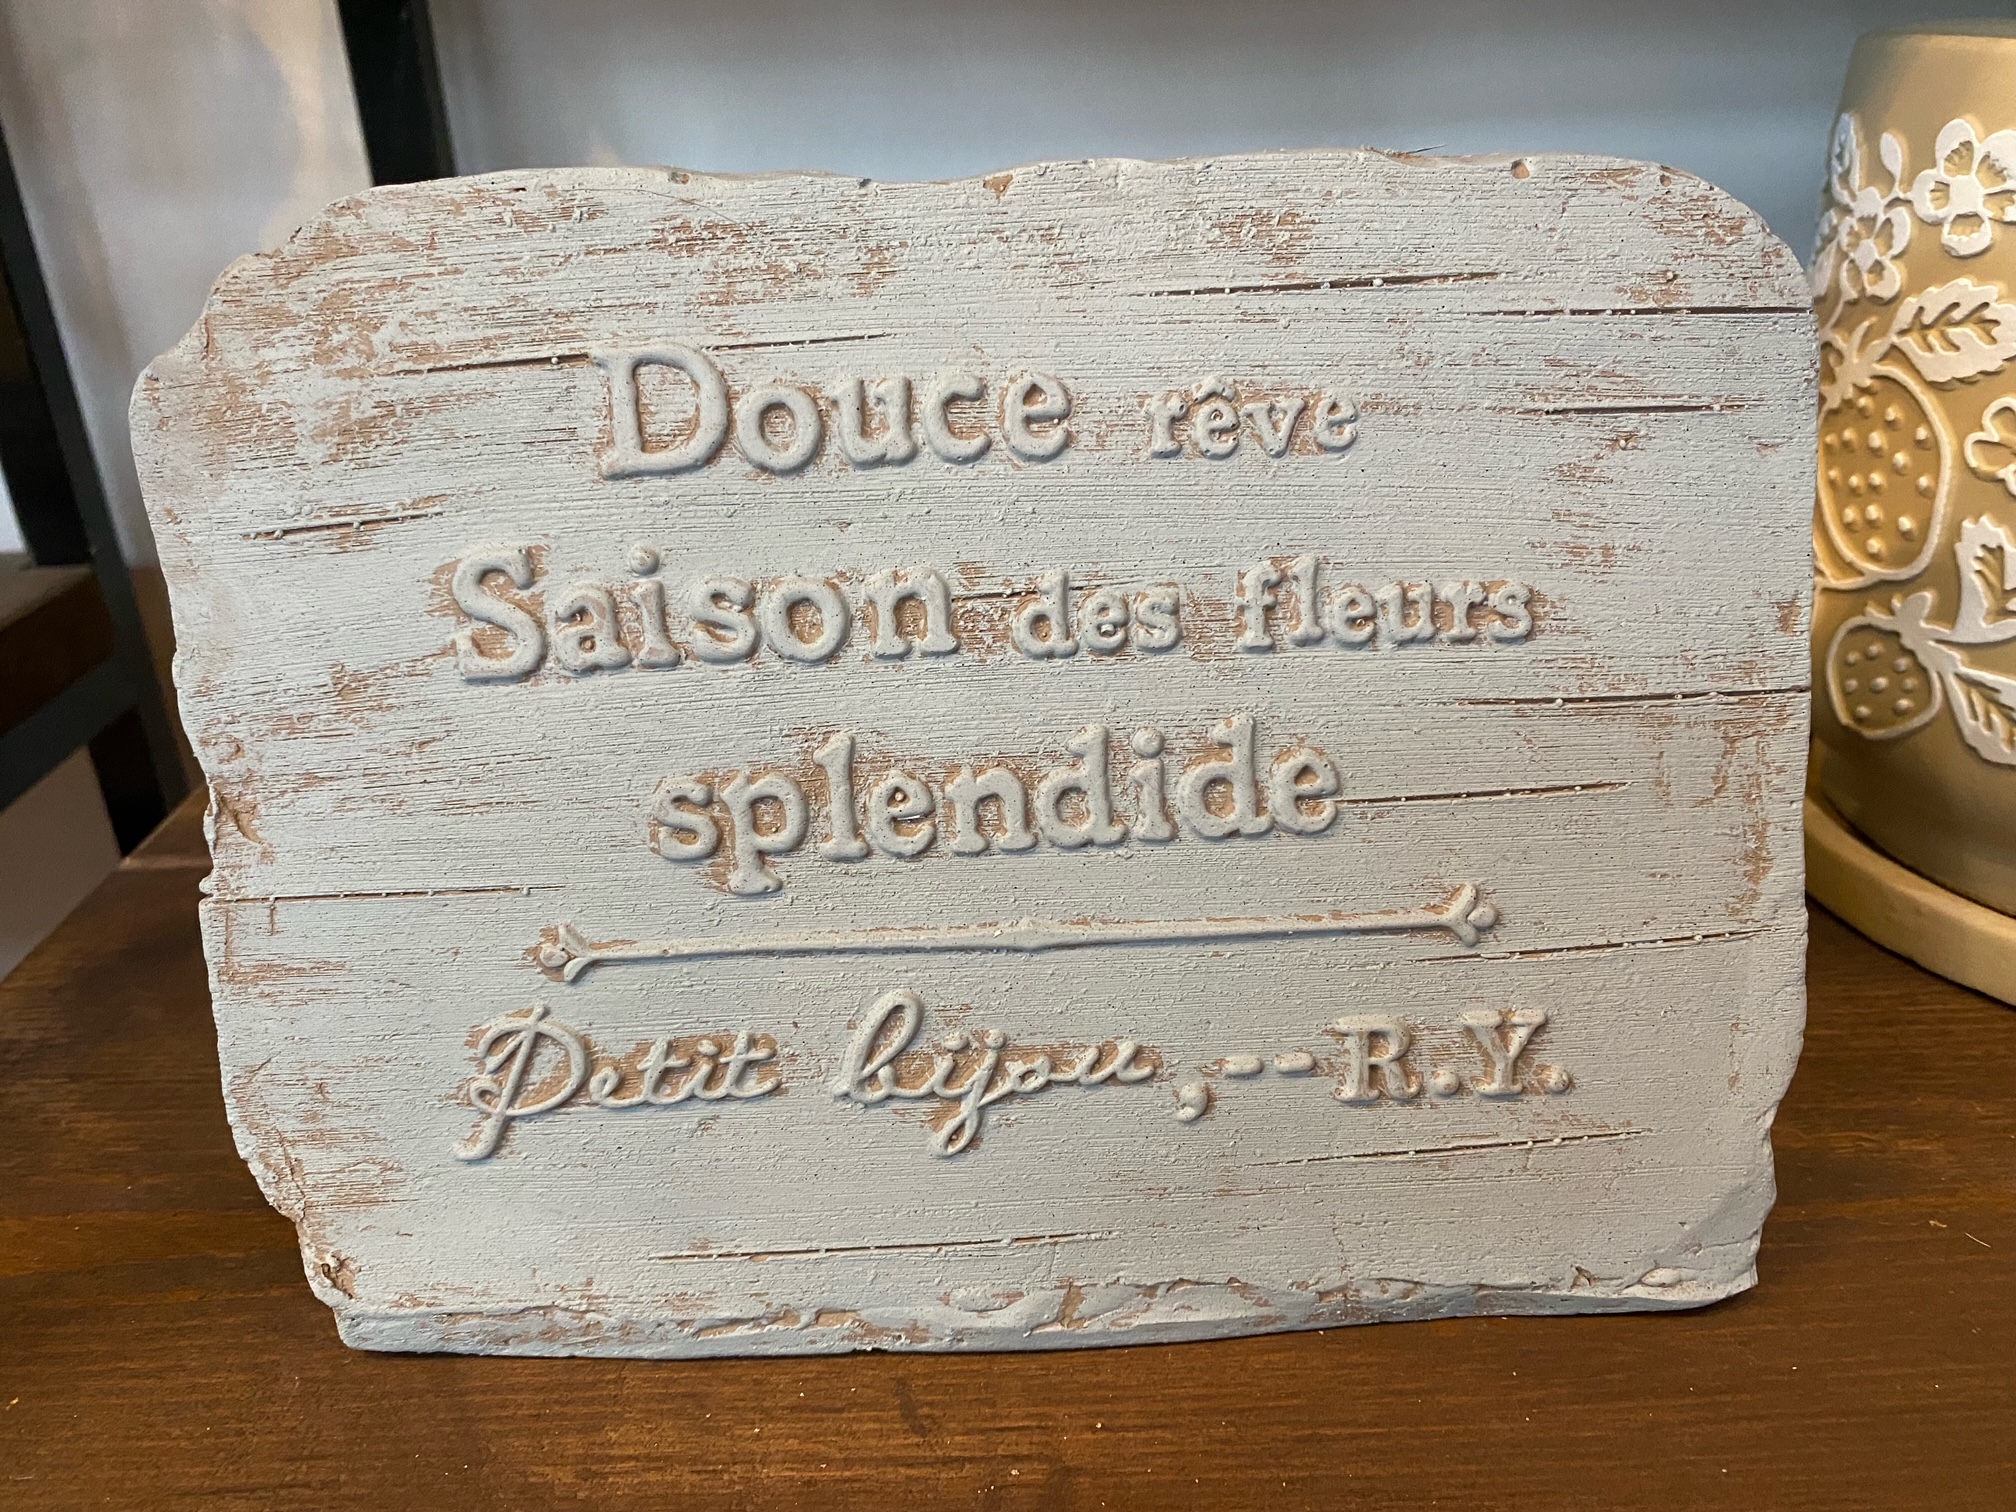 Douce rêve
Saison des fleurs
splendide
Petit bijou,--R.Y.